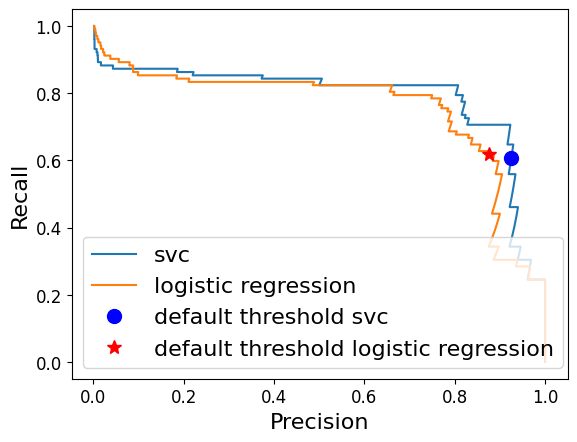 1.0
0.8
0.6
0.4
0.2
0.0
Recall
svc
logistic regression
default threshold svc
default threshold logistic regression
0.0 0.2 0.4 0.6 0.8 1.0
Precision